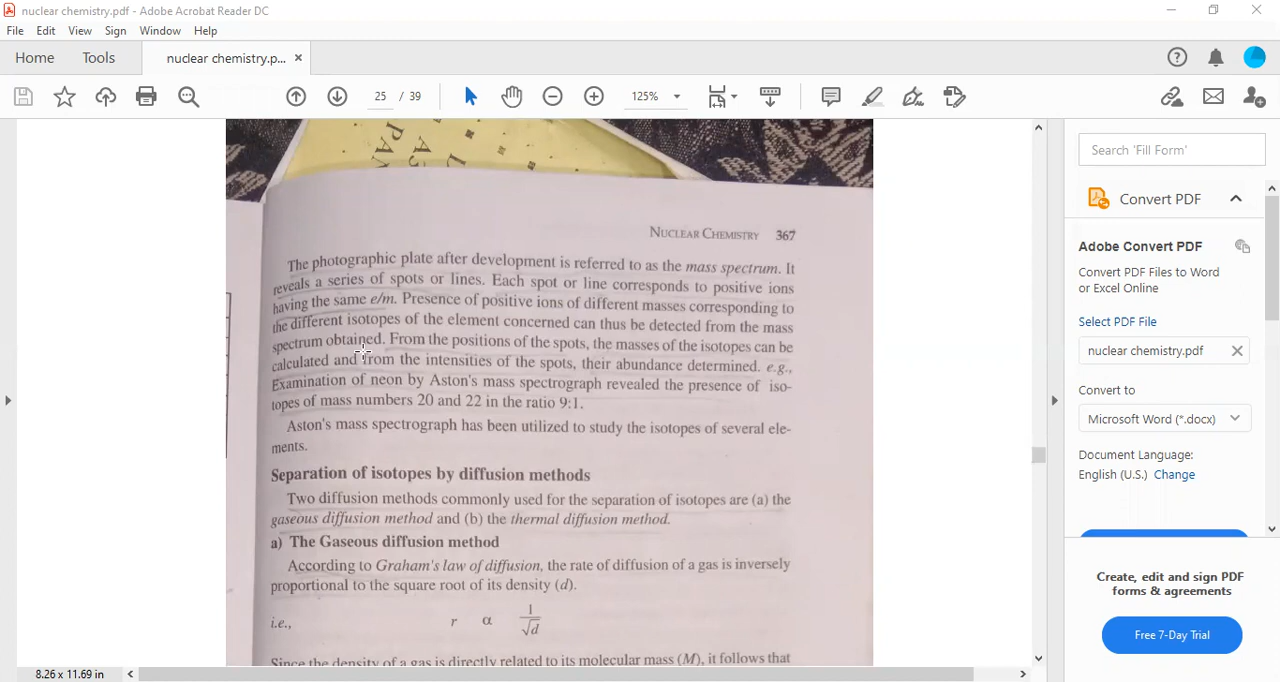 nuclear chemistry.pdf - Adobe Acrobat Reader DC
File Edit View Sign Window Help
Home Tools nuclear chemistry.p... ×
25 / 39 125%
PAN
NUCLEAR CHEMISTRY 367
The photographic plate after development is referred to as the mass spectrum. It
reveals a series of spots or lines. Each spot or line corresponds to positive ions
having the same e/m. Presence of positive ions of different masses corresponding to
the different isotopes of the element concerned can thus be detected from the mass
spectrum obtained. From the positions of the spots, the masses of the isotopes can be
calculated and from the intensities of the spots, their abundance determined. e.g.,
Examination of neon by Aston's mass spectrograph revealed the presence of iso-
topes of mass numbers 20 and 22 in the ratio 9:1.
Aston's mass spectrograph has been utilized to study the isotopes of several ele-
ments.
Separation of isotopes by diffusion methods
Two diffusion methods commonly used for the separation of isotopes are (a) the
gaseous diffusion method and (b) the thermal diffusion method.
a) The Gaseous diffusion method
According to Graham's law of diffusion, the rate of diffusion of a gas is inversely
proportional to the square root of its density (d).
i.e., r α 1/√d
Since the density of a gas is directly related to its molecular mass (M), it follows that
8.26 x 11.69 in
Search 'Fill Form'
Convert PDF
Adobe Convert PDF
Convert PDF Files to Word
or Excel Online
Select PDF File
nuclear chemistry.pdf
Convert to
Microsoft Word (*.docx)
Document Language:
English (U.S.) Change
Create, edit and sign PDF
forms & agreements
Free 7-Day Trial